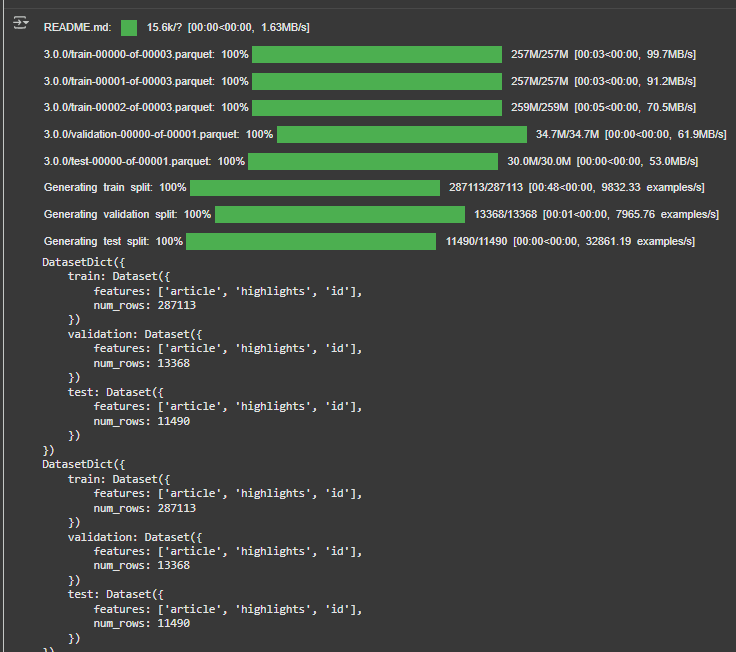 README.md: 15.6k/? [00:00<00:00, 1.63MB/s]
3.0.0/train-00000-of-00003.parquet: 100% 257M/257M [00:03<00:00, 99.7MB/s]
3.0.0/train-00001-of-00003.parquet: 100% 257M/257M [00:03<00:00, 91.2MB/s]
3.0.0/train-00002-of-00003.parquet: 100% 259M/259M [00:05<00:00, 70.5MB/s]
3.0.0/validation-00000-of-00001.parquet: 100% 34.7M/34.7M [00:00<00:00, 61.9MB/s]
3.0.0/test-00000-of-00001.parquet: 100% 30.0M/30.0M [00:00<00:00, 53.0MB/s]
Generating train split: 100% 287113/287113 [00:48<00:00, 9832.33 examples/s]
Generating validation split: 100% 13368/13368 [00:01<00:00, 7965.76 examples/s]
Generating test split: 100% 11490/11490 [00:00<00:00, 32861.19 examples/s]
DatasetDict({
    train: Dataset({
        features: ['article', 'highlights', 'id'],
        num_rows: 287113
    })
    validation: Dataset({
        features: ['article', 'highlights', 'id'],
        num_rows: 13368
    })
    test: Dataset({
        features: ['article', 'highlights', 'id'],
        num_rows: 11490
    })
})
DatasetDict({
    train: Dataset({
        features: ['article', 'highlights', 'id'],
        num_rows: 287113
    })
    validation: Dataset({
        features: ['article', 'highlights', 'id'],
        num_rows: 13368
    })
    test: Dataset({
        features: ['article', 'highlights', 'id'],
        num_rows: 11490
    })
})